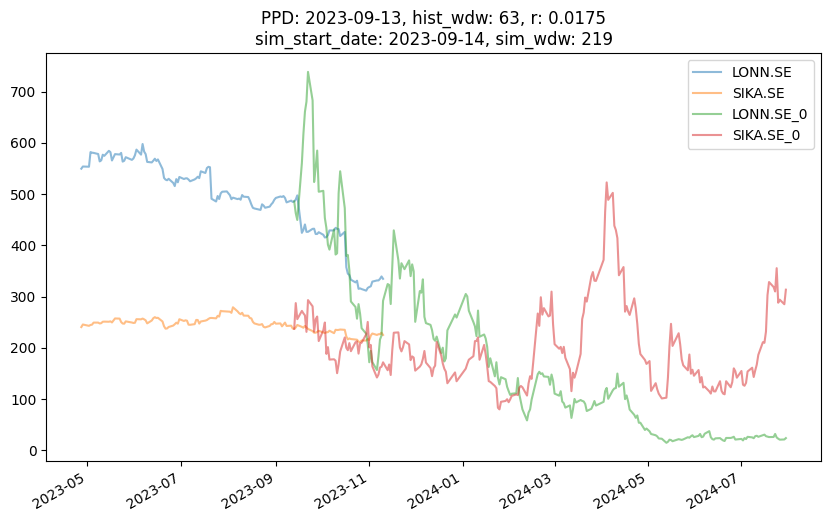 PPD: 2023-09-13, hist_wdw: 63, r: 0.0175
sim_start_date: 2023-09-14, sim_wdw: 219
LONN.SE
SIKA.SE
LONN.SE_0
SIKA.SE_0
700
600
500
400
300
200
100
0
2023-05
2023-07
2023-09
2023-11
2024-01
2024-03
2024-05
2024-07